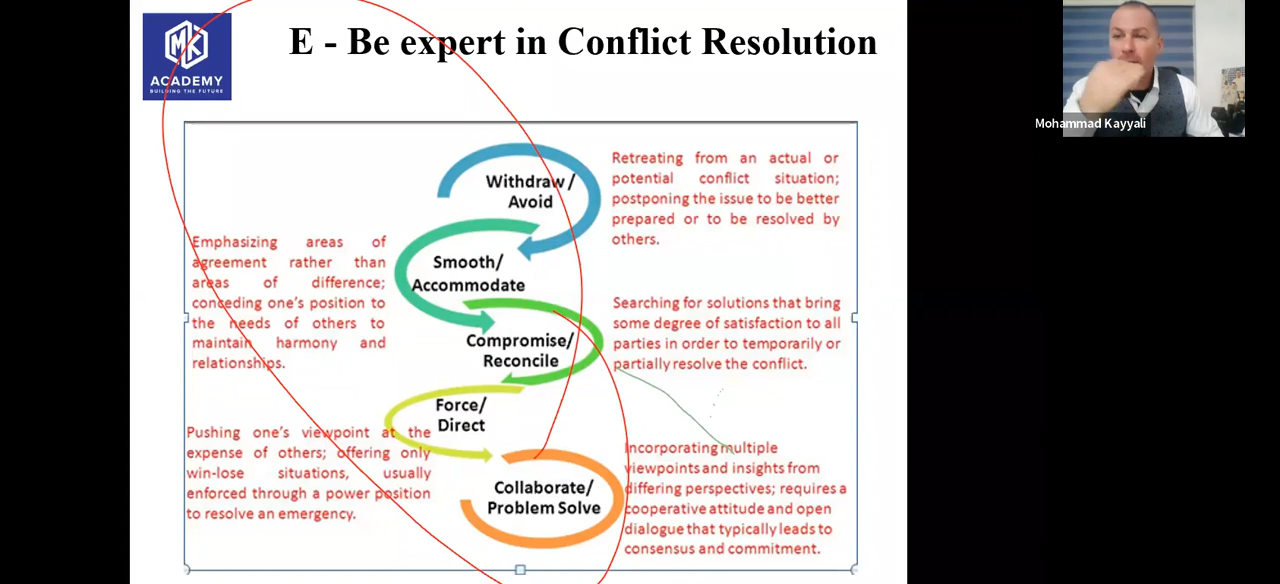 MK
ACADEMY
BUILDING THE FUTURE
E - Be expert in Conflict Resolution
Mohammad Kayyali
Withdraw /
Avoid
Retreating from an actual or
potential conflict situation;
postponing the issue to be better
prepared or to be resolved by
others.
Emphasizing areas of
agreement rather than
areas of difference;
conceding one's position to
the needs of others to
maintain harmony and
relationships.
Smooth/
Accommodate
Compromise/
Reconcile
Searching for solutions that bring
some degree of satisfaction to all
parties in order to temporarily or
partially resolve the conflict.
Force/
Direct
Pushing one's viewpoint at the
expense of others; offering only
win-lose situations, usually
enforced through a power position
to resolve an emergency.
Collaborate/
Problem Solve
Incorporating multiple
viewpoints and insights from
differing perspectives; requires a
cooperative attitude and open
dialogue that typically leads to
consensus and commitment.